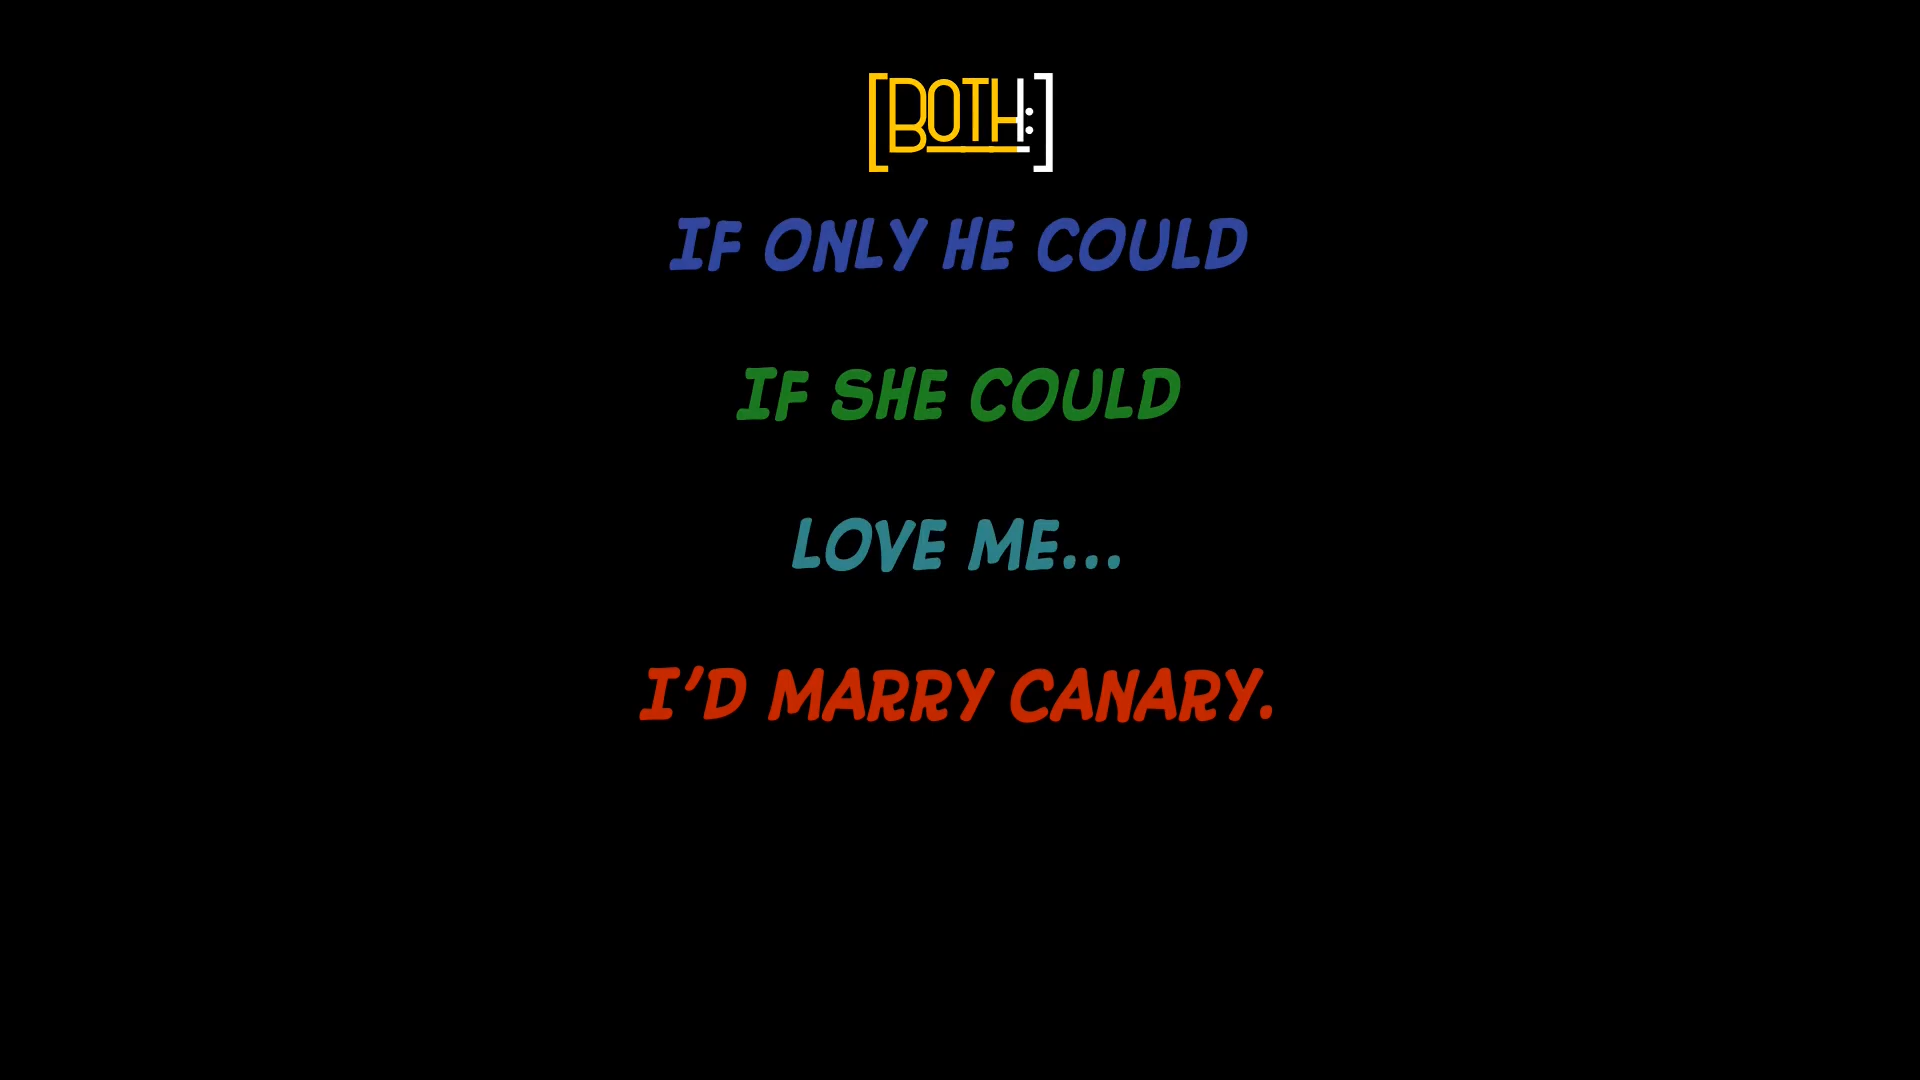 [BOTH:]
IF ONLY HE COULD
IF SHE COULD
LOVE ME...
I'D MARRY CANARY.